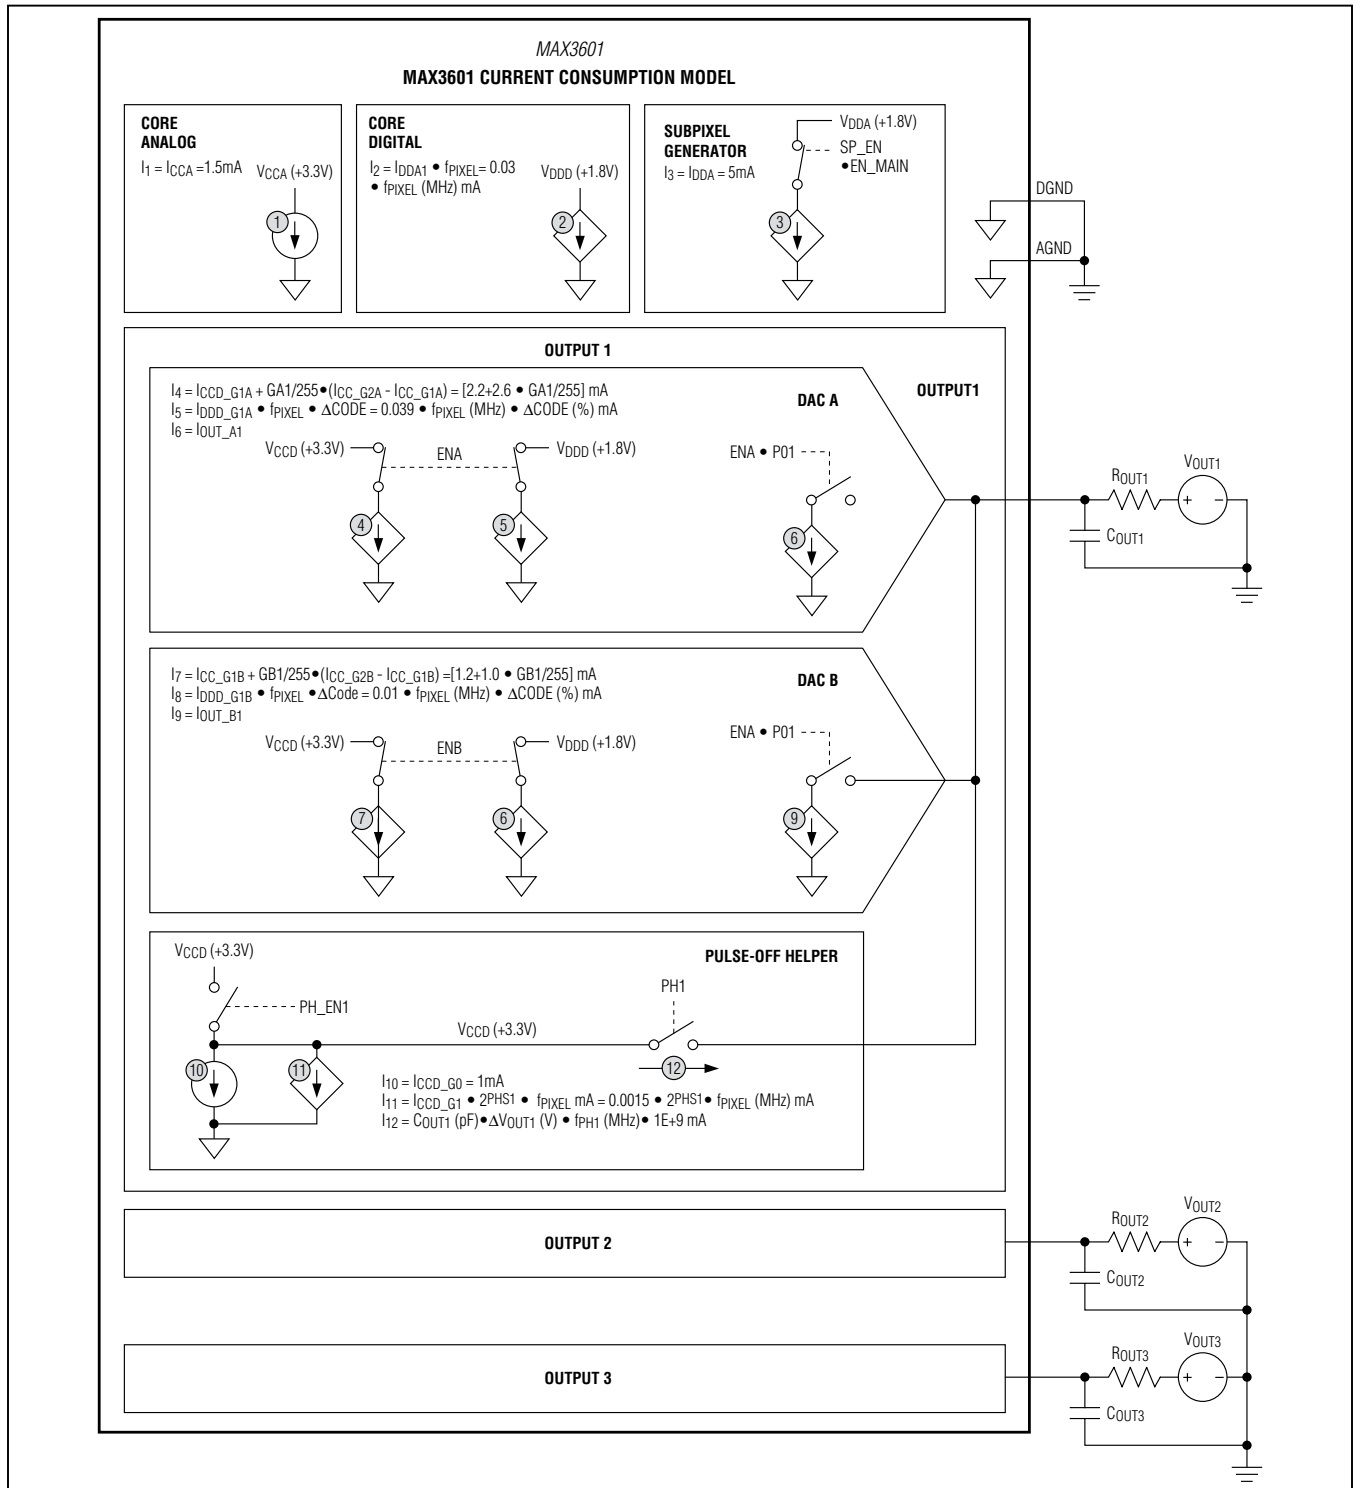 MAX3601
MAX3601 CURRENT CONSUMPTION MODEL
CORE
ANALOG
I1 = ICCA =1.5mA
VCCA (+3.3V)
1
CORE
DIGITAL
I2 = IDDA1 • fPIXEL= 0.03
• fPIXEL (MHz) mA
VDDD (+1.8V)
2
SUBPIXEL
GENERATOR
I3 = IDDA = 5mA
VDDA (+1.8V)
SP_EN
•EN_MAIN
3
DGND
AGND
OUTPUT 1
I4 = ICCD_G1A + GA1/255•(ICC_G2A - ICC_G1A) = [2.2+2.6 • GA1/255] mA
I5 = IDDD_G1A • fPIXEL • ΔCODE = 0.039 • fPIXEL (MHz) • ΔCODE (%) mA
I6 = IOUT_A1
DAC A
OUTPUT1
VCCD (+3.3V)
ENA
VDDD (+1.8V)
ENA • P01
4
5
6
ROUT1
VOUT1
+ -
COUT1
I7 = ICC_G1B + GB1/255•(ICC_G2B - ICC_G1B) =[1.2+1.0 • GB1/255] mA
I8 = IDDD_G1B • fPIXEL •ΔCode = 0.01 • fPIXEL (MHz) • ΔCODE (%) mA
I9 = IOUT_B1
DAC B
VCCD (+3.3V)
ENB
VDDD (+1.8V)
ENA • P01
7
6
9
VCCD (+3.3V)
PULSE-OFF HELPER
PH_EN1
PH1
VCCD (+3.3V)
10
11
12
I10 = ICCD_G0 = 1mA
I11 = ICCD_G1 • 2PHS1 • fPIXEL mA = 0.0015 • 2PHS1 • fPIXEL (MHz) mA
I12 = COUT1 (pF)•ΔVOUT1 (V) • fPH1 (MHz)• 1E+9 mA
OUTPUT 2
ROUT2
VOUT2
+ -
COUT2
OUTPUT 3
ROUT3
VOUT3
+ -
COUT3